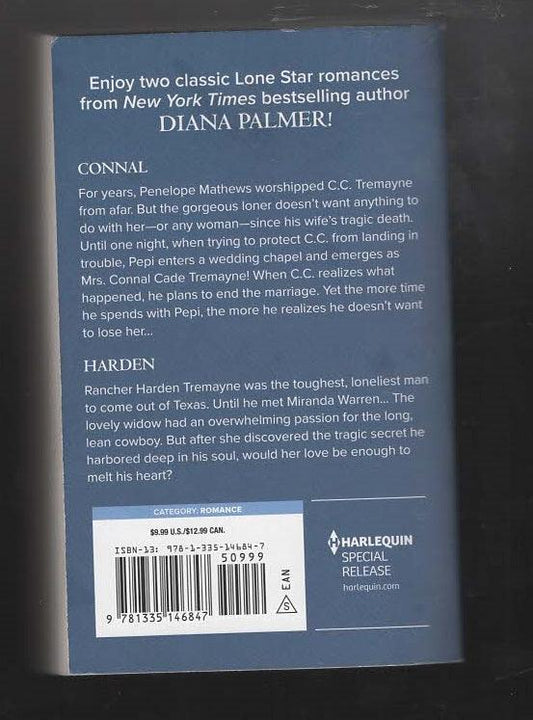 Enjoy two classic Lone Star romances
from New York Times bestselling author
DIANA PALMER!
CONNAL
For years, Penelope Mathews worshipped C.C. Tremayne
from afar. But the gorgeous loner doesn't want anything to
do with her—or any woman—since his wife's tragic death.
Until one night, when trying to protect C.C. from landing in
trouble, Pepi enters a wedding chapel and emerges as
Mrs. Connal Cade Tremayne! When C.C. realizes what
happened, he plans to end the marriage. Yet the more time
he spends with Pepi, the more he realizes he doesn't want
to lose her...
HARDEN
Rancher Harden Tremayne was the toughest, loneliest man
to come out of Texas. Until he met Miranda Warren... The
lovely widow had an overwhelming passion for the long,
lean cowboy. But after she discovered the tragic secret he
harbored deep in his soul, would her love be enough to
melt his heart?
CATEGORY: ROMANCE
$9.99 U.S./$12.99 CAN.
ISBN-13: 978-1-335-14684-7
50999
9 781335 146847
EAN
S
H
HARLEQUIN
SPECIAL
RELEASE
harlequin.com